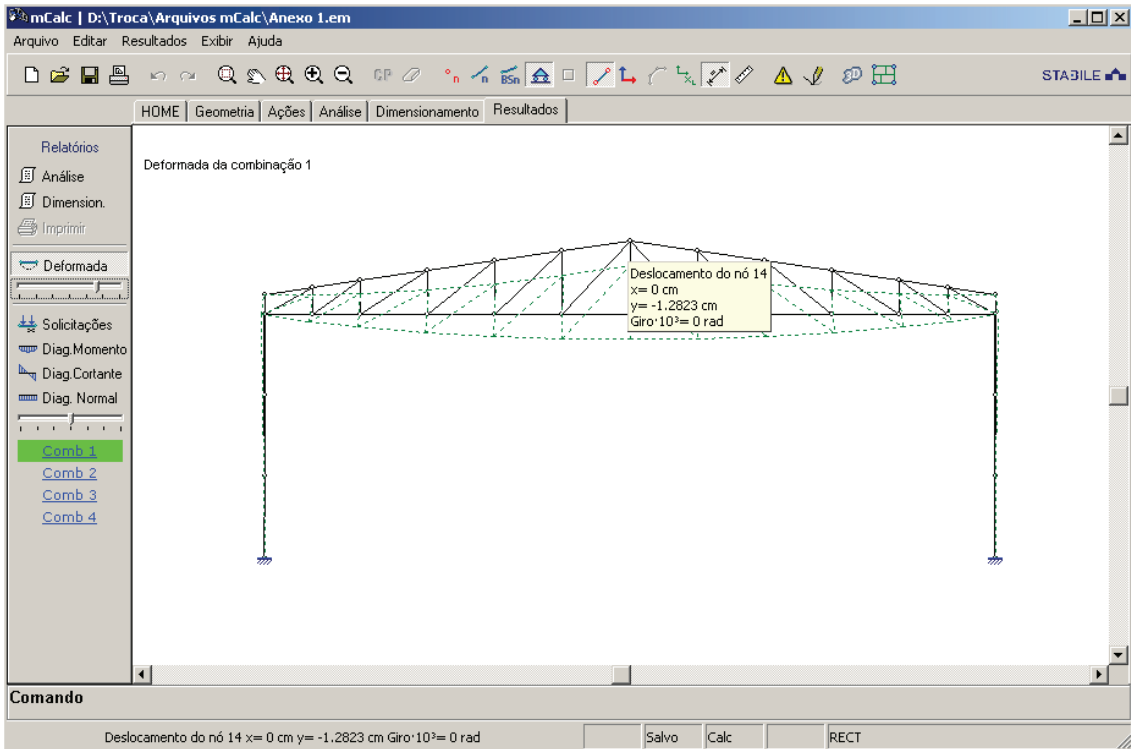 mCalc | D:\Troca\Arquivos mCalc\Anexo 1.em
Arquivo Editar Resultados Exibir Ajuda
CP n n BSn STABILE
HOME Geometria Ações Análise Dimensionamento Resultados
Relatórios
Análise
Dimension.
Imprimir
Deformada
Solicitações
Diag.Momento
Diag.Cortante
Diag. Normal
Comb 1
Comb 2
Comb 3
Comb 4
Deformada da combinação 1
Deslocamento do nó 14
x= 0 cm
y= -1.2823 cm
Giro·10³= 0 rad
Comando
Deslocamento do nó 14 x= 0 cm y= -1.2823 cm Giro·10³= 0 rad Salvo Calc RECT